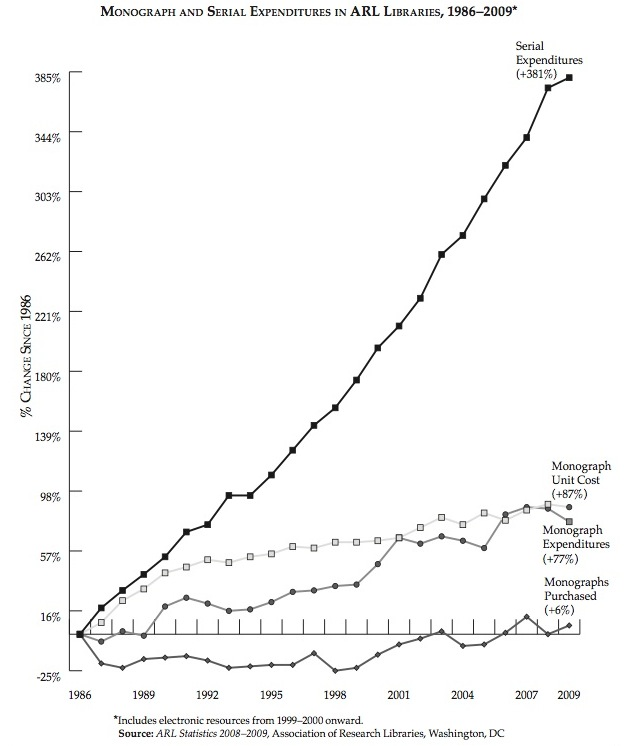 Monograph and Serial Expenditures in ARL Libraries, 1986–2009*
Serial
Expenditures
(+381%)
385%
344%
303%
262%
221%
180%
139%
98%
57%
16%
-25%
% Change Since 1986
Monograph
Unit Cost
(+87%)
Monograph
Expenditures
(+77%)
Monographs
Purchased
(+6%)
1986 1989 1992 1995 1998 2001 2004 2007 2009
*Includes electronic resources from 1999–2000 onward.
Source: ARL Statistics 2008–2009, Association of Research Libraries, Washington, DC